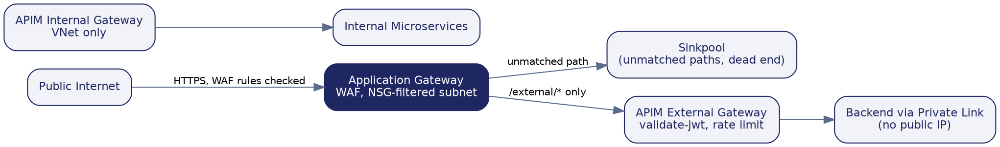 APIM Internal Gateway
VNet only
Internal Microservices
Public Internet
HTTPS, WAF rules checked
Application Gateway
WAF, NSG-filtered subnet
unmatched path
Sinkpool
(unmatched paths, dead end)
/external/* only
APIM External Gateway
validate-jwt, rate limit
Backend via Private Link
(no public IP)